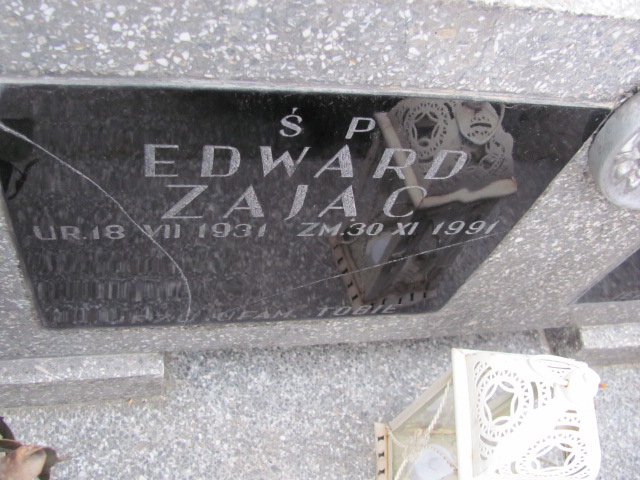 Ś P
EDWARD
ZAJĄC
UR.18 VII 1931 ZM.30 XI 1991
UFAM TOBIE